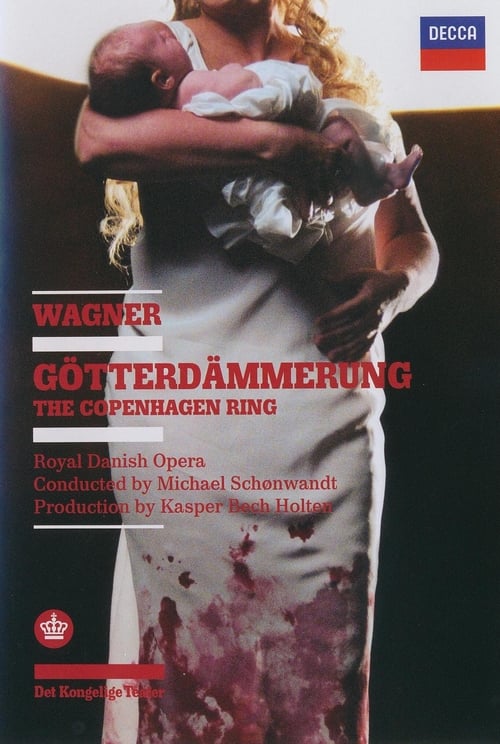 DECCA
WAGNER
GÖTTERDÄMMERUNG
THE COPENHAGEN RING
Royal Danish Opera
Conducted by Michael Schønwandt
Production by Kasper Bech Holten
Det Kongelige Teater